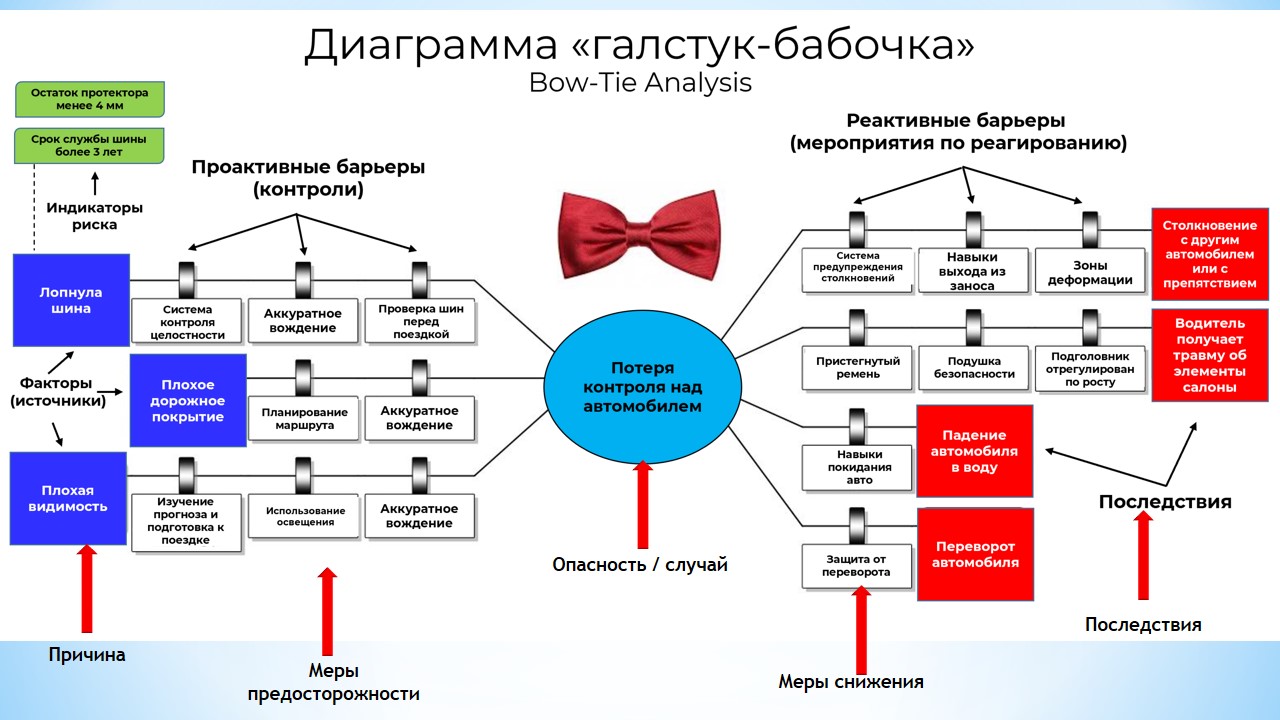 Диаграмма «галстук-бабочка»
Bow-Tie Analysis
Остаток протектора
менее 4 мм
Срок службы шины
более 3 лет
Индикаторы
риска
Проактивные барьеры
(контроли)
Реактивные барьеры
(мероприятия по реагированию)
Лопнула
шина
Система
контроля
целостности
Аккуратное
вождение
Проверка шин
перед
поездкой
Факторы
(источники)
Плохое
дорожное
покрытие
Планирование
маршрута
Аккуратное
вождение
Плохая
видимость
Изучение
прогноза и
подготовка к
поездке
Использование
освещения
Аккуратное
вождение
Потеря
контроля над
автомобилем
Система
предупреждения
столкновений
Навыки
выхода из
заноса
Зоны
деформации
Столкновение
с другим
автомобилем
или с
препятствием
Пристегнутый
ремень
Подушка
безопасности
Подголовник
отрегулирован
по росту
Водитель
получает
травму об
элементы
салоны
Навыки
покидания
авто
Падение
автомобиля
в воду
Защита от
переворота
Переворот
автомобиля
Последствия
Причина
Меры
предосторожности
Опасность / случай
Меры снижения
Последствия